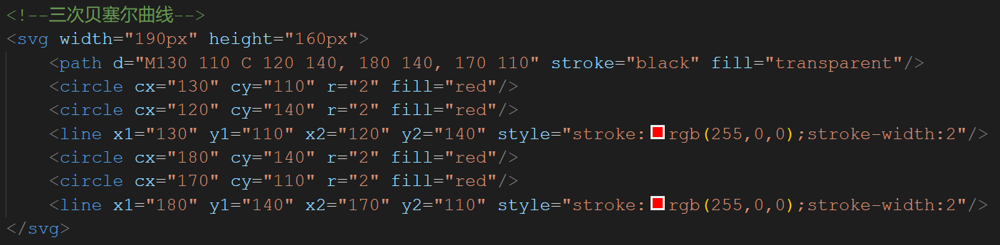 <!--三次贝塞尔曲线-->
<svg width="190px" height="160px">
<path d="M130 110 C 120 140, 180 140, 170 110" stroke="black" fill="transparent"/>
<circle cx="130" cy="110" r="2" fill="red"/>
<circle cx="120" cy="140" r="2" fill="red"/>
<line x1="130" y1="110" x2="120" y2="140" style="stroke:rgb(255,0,0);stroke-width:2"/>
<circle cx="180" cy="140" r="2" fill="red"/>
<circle cx="170" cy="110" r="2" fill="red"/>
<line x1="180" y1="140" x2="170" y2="110" style="stroke:rgb(255,0,0);stroke-width:2"/>
</svg>